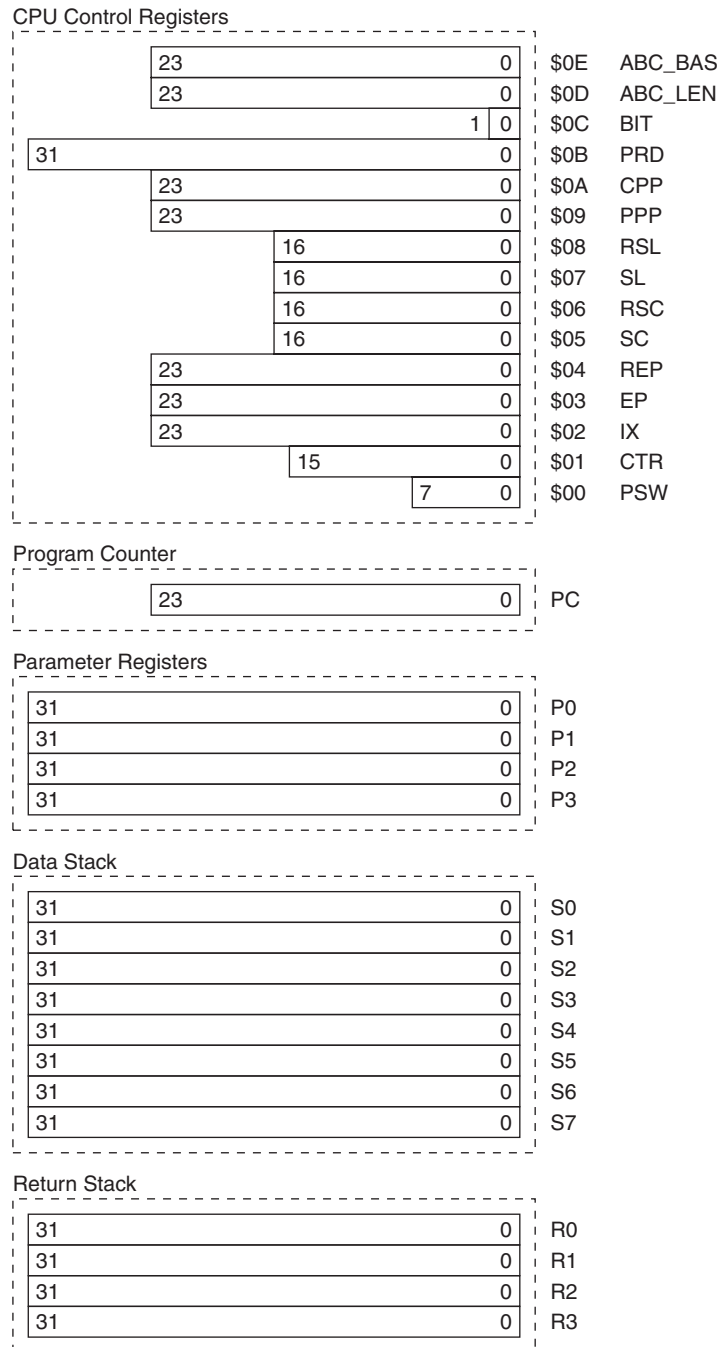 CPU Control Registers
23 0 $0E ABC_BAS
23 0 $0D ABC_LEN
1 0 $0C BIT
31 0 $0B PRD
23 0 $0A CPP
23 0 $09 PPP
16 0 $08 RSL
16 0 $07 SL
16 0 $06 RSC
16 0 $05 SC
23 0 $04 REP
23 0 $03 EP
23 0 $02 IX
15 0 $01 CTR
7 0 $00 PSW
Program Counter
23 0 PC
Parameter Registers
31 0 P0
31 0 P1
31 0 P2
31 0 P3
Data Stack
31 0 S0
31 0 S1
31 0 S2
31 0 S3
31 0 S4
31 0 S5
31 0 S6
31 0 S7
Return Stack
31 0 R0
31 0 R1
31 0 R2
31 0 R3